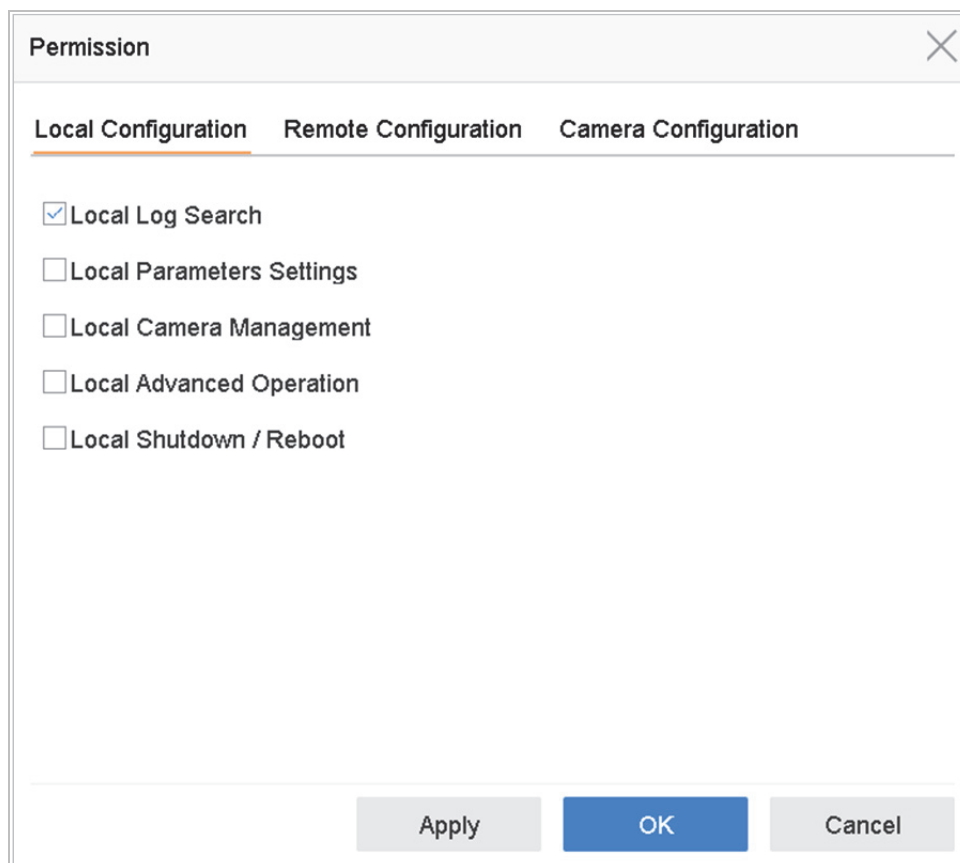 Permission
Local Configuration Remote Configuration Camera Configuration
Local Log Search
Local Parameters Settings
Local Camera Management
Local Advanced Operation
Local Shutdown / Reboot
Apply OK Cancel